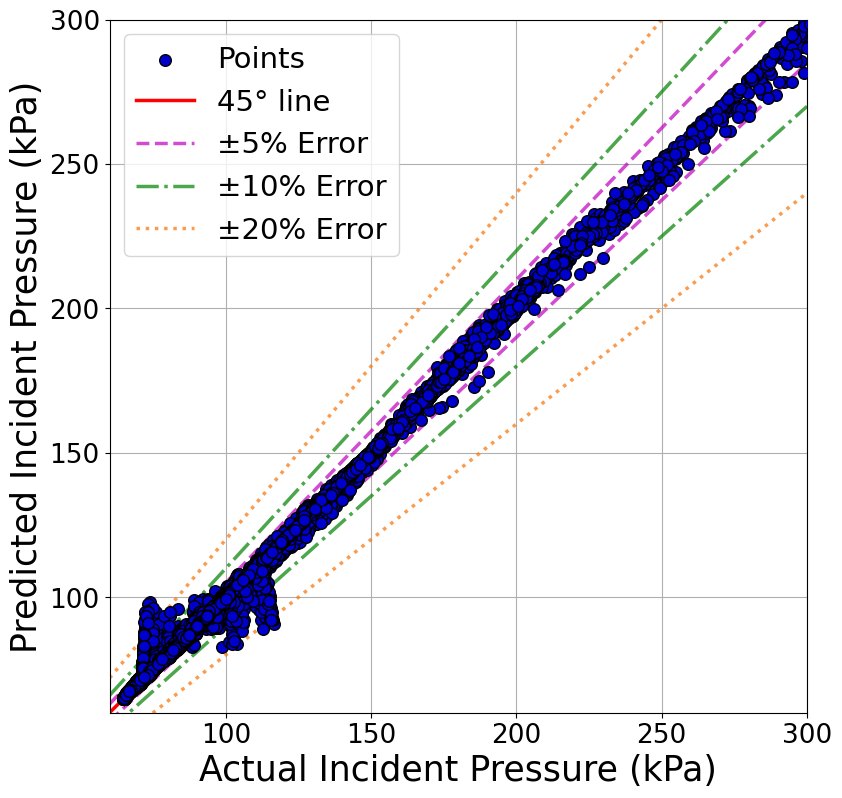 Points
45° line
±5% Error
±10% Error
±20% Error
300
250
200
150
100
100
150
200
250
300
Predicted Incident Pressure (kPa)
Actual Incident Pressure (kPa)